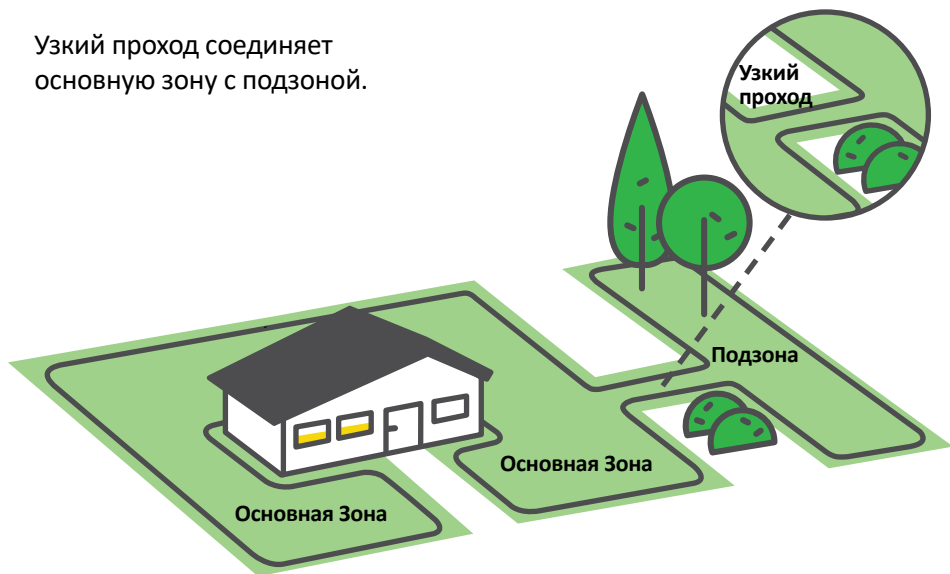 Узкий проход соединяет
основную зону с подзоной.
Узкий
проход
Подзона
Основная Зона
Основная Зона